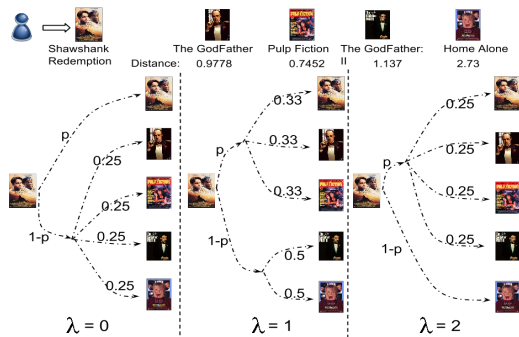 Shawshank
Redemption
Distance:
The GodFather
0.9778
Pulp Fiction
0.7452
The GodFather:
II
1.137
Home Alone
2.73
p
1-p
0.25
0.25
0.25
0.25
λ = 0
p
1-p
0.33
0.33
0.33
0.5
0.5
λ = 1
p
1-p
0.25
0.25
0.25
0.25
λ = 2